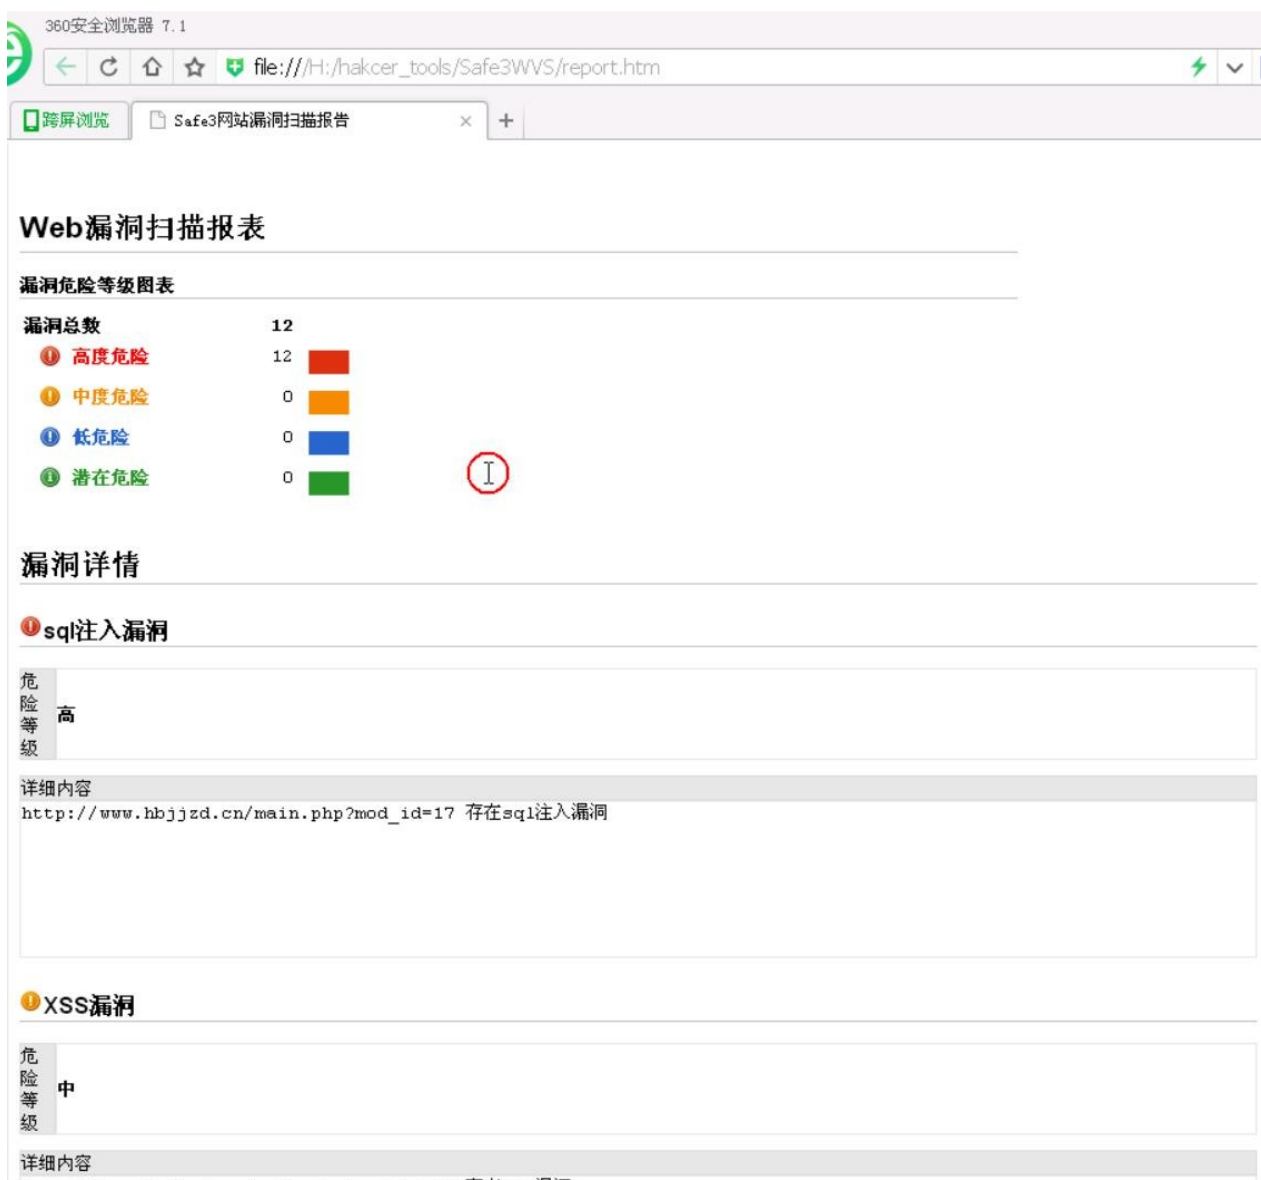 360安全浏览器 7.1
file:///H:/hakcer_tools/Safe3WVS/report.htm
跨屏浏览
Safe3网站漏洞扫描报告
Web漏洞扫描报表
漏洞危险等级图表
漏洞总数 12
高度危险 12
中度危险 0
低危险 0
潜在危险 0
漏洞详情
sql注入漏洞
危险等级 高
详细内容
http://www.hbjjzd.cn/main.php?mod_id=17 存在sql注入漏洞
XSS漏洞
危险等级 中
详细内容